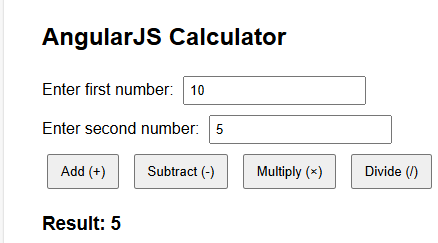 AngularJS Calculator
Enter first number: 10
Enter second number: 5
Add (+) Subtract (-) Multiply (×) Divide (/)
Result: 5